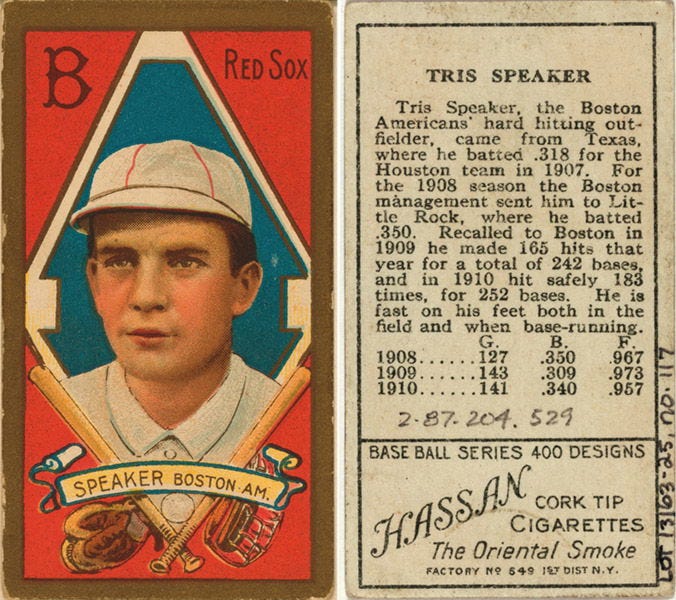 B
RED SOX
SPEAKER BOSTON AM.
TRIS SPEAKER
Tris Speaker, the Boston
Americans' hard hitting out-
fielder, came from Texas,
where he batted .318 for the
Houston team in 1907. For
the 1908 season the Boston
management sent him to Lit-
tle Rock, where he batted
.350. Recalled to Boston in
1909 he made 165 hits that
year for a total of 242 bases,
and in 1910 hit safely 183
times, for 252 bases. He is
fast on his feet both in the
field and when base-running.
G. B. F.
1908......127 .350 .967
1909......143 .309 .973
1910......141 .340 .957
2-87-204. 529
BASE BALL SERIES 400 DESIGNS
HASSAN
CORK TIP
CIGARETTES
The Oriental Smoke
FACTORY No 649 1ST DIST N.Y.
LOT 13163-25, no. 117